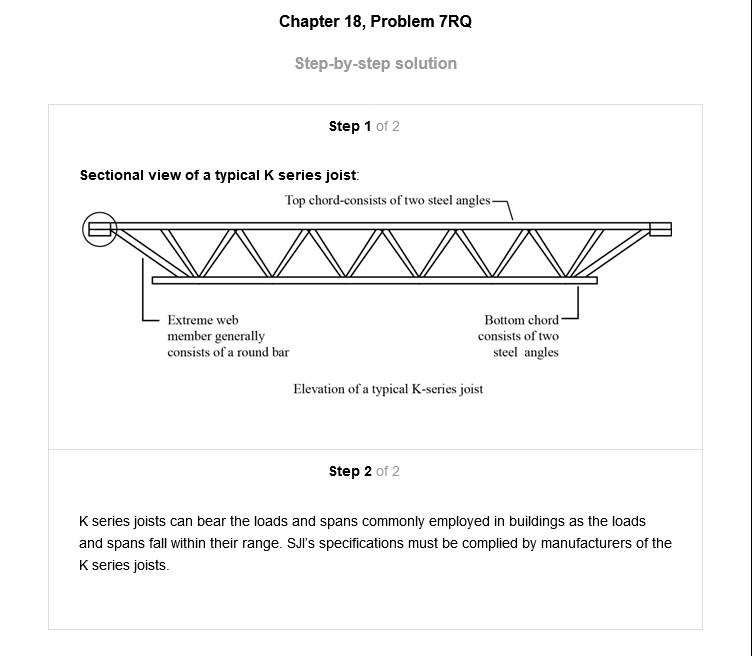 Chapter 18, Problem 7RQ
Step-by-step solution
Step 1 of 2
Sectional view of a typical K series joist:
Top chord-consists of two steel angles
Extreme web
member generally
consists of a round bar
Bottom chord
consists of two
steel angles
Elevation of a typical K-series joist
Step 2 of 2
K series joists can bear the loads and spans commonly employed in buildings as the loads
and spans fall within their range. SJI's specifications must be complied by manufacturers of the
K series joists.